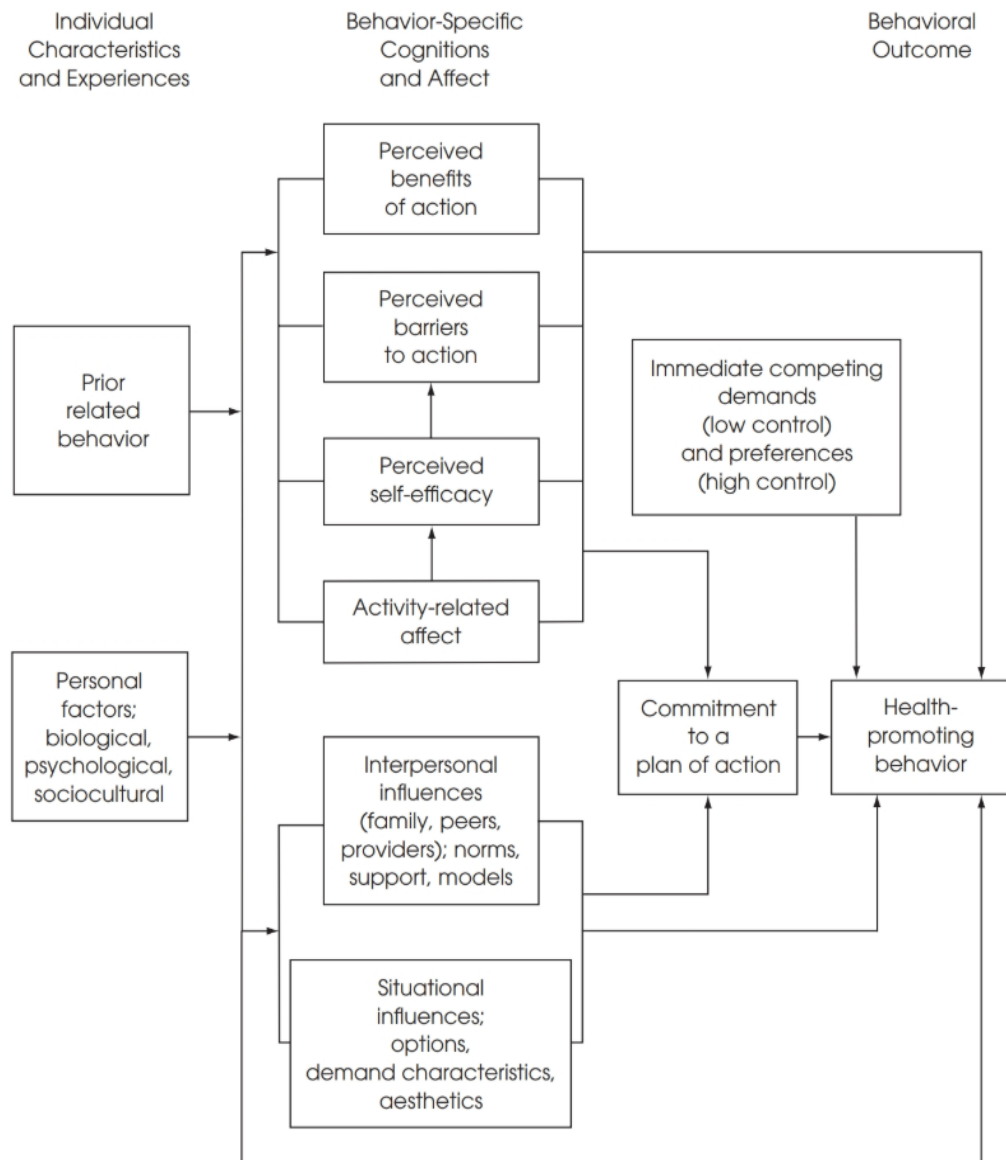 Individual
Characteristics
and Experiences
Behavior-Specific
Cognitions
and Affect
Behavioral
Outcome
Perceived
benefits
of action
Perceived
barriers
to action
Prior
related
behavior
Immediate competing
demands
(low control)
and preferences
(high control)
Perceived
self-efficacy
Activity-related
affect
Personal
factors;
biological,
psychological,
sociocultural
Commitment
to a
plan of action
Health-
promoting
behavior
Interpersonal
influences
(family, peers,
providers); norms,
support, models
Situational
influences;
options,
demand characteristics,
aesthetics